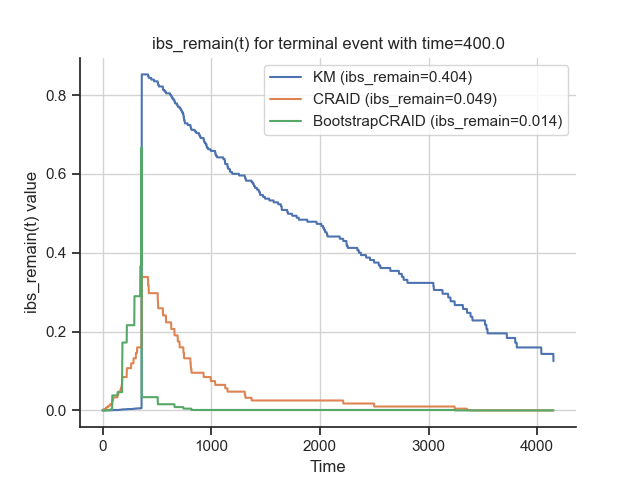 ibs_remain(t) for terminal event with time=400.0
KM (ibs_remain=0.404)
CRAID (ibs_remain=0.049)
BootstrapCRAID (ibs_remain=0.014)
ibs_remain(t) value
0.8
0.6
0.4
0.2
0.0
0 1000 2000 3000 4000
Time